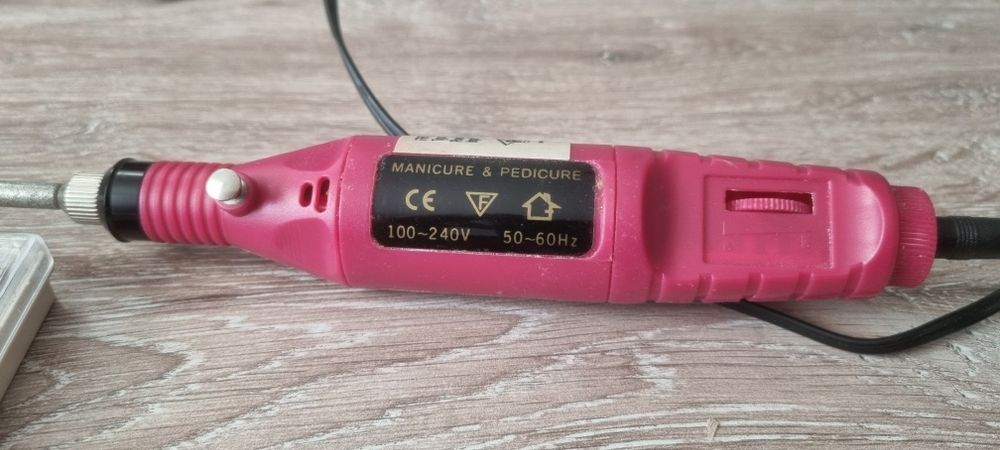 MANICURE & PEDICURE
CE F
100~240V 50~60Hz